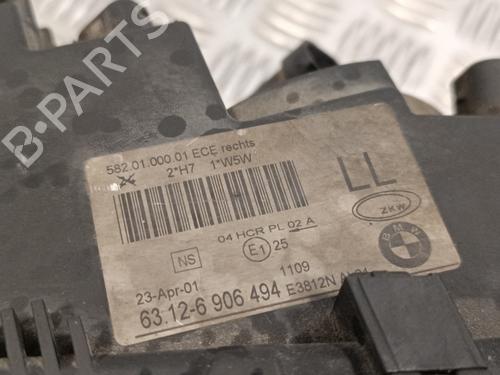 582.01.000.01 ECE rechts
2*H7 1*W5W
LL
04 HCR PL 02 A
ZKW
NS
E1 25
BMW
23-Apr-01
1109
63.12-6 906 494 E3812N
B-PARTS